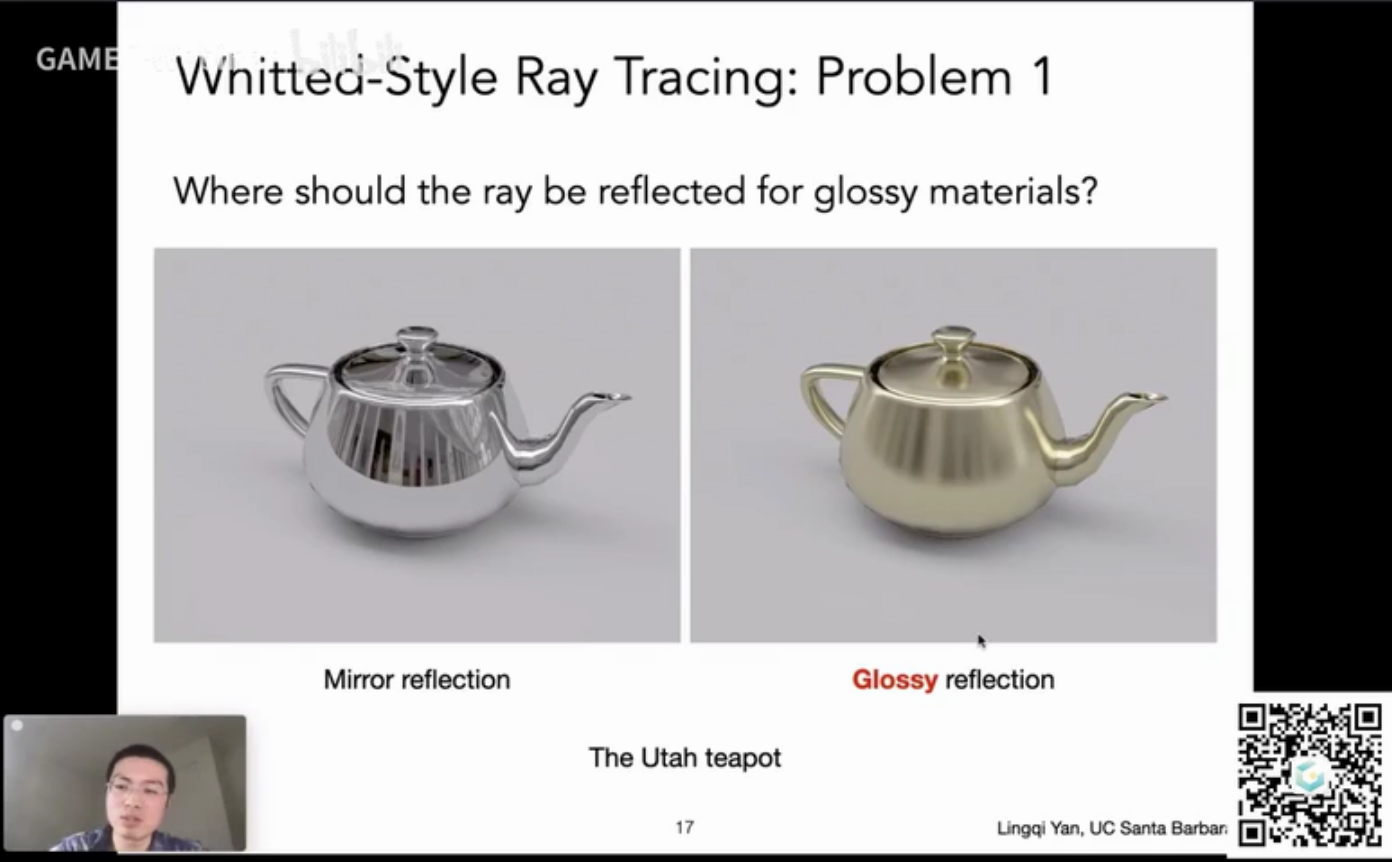 GAME
Whitted-Style Ray Tracing: Problem 1
Where should the ray be reflected for glossy materials?
Mirror reflection
Glossy reflection
The Utah teapot
17
Lingqi Yan, UC Santa Barbar